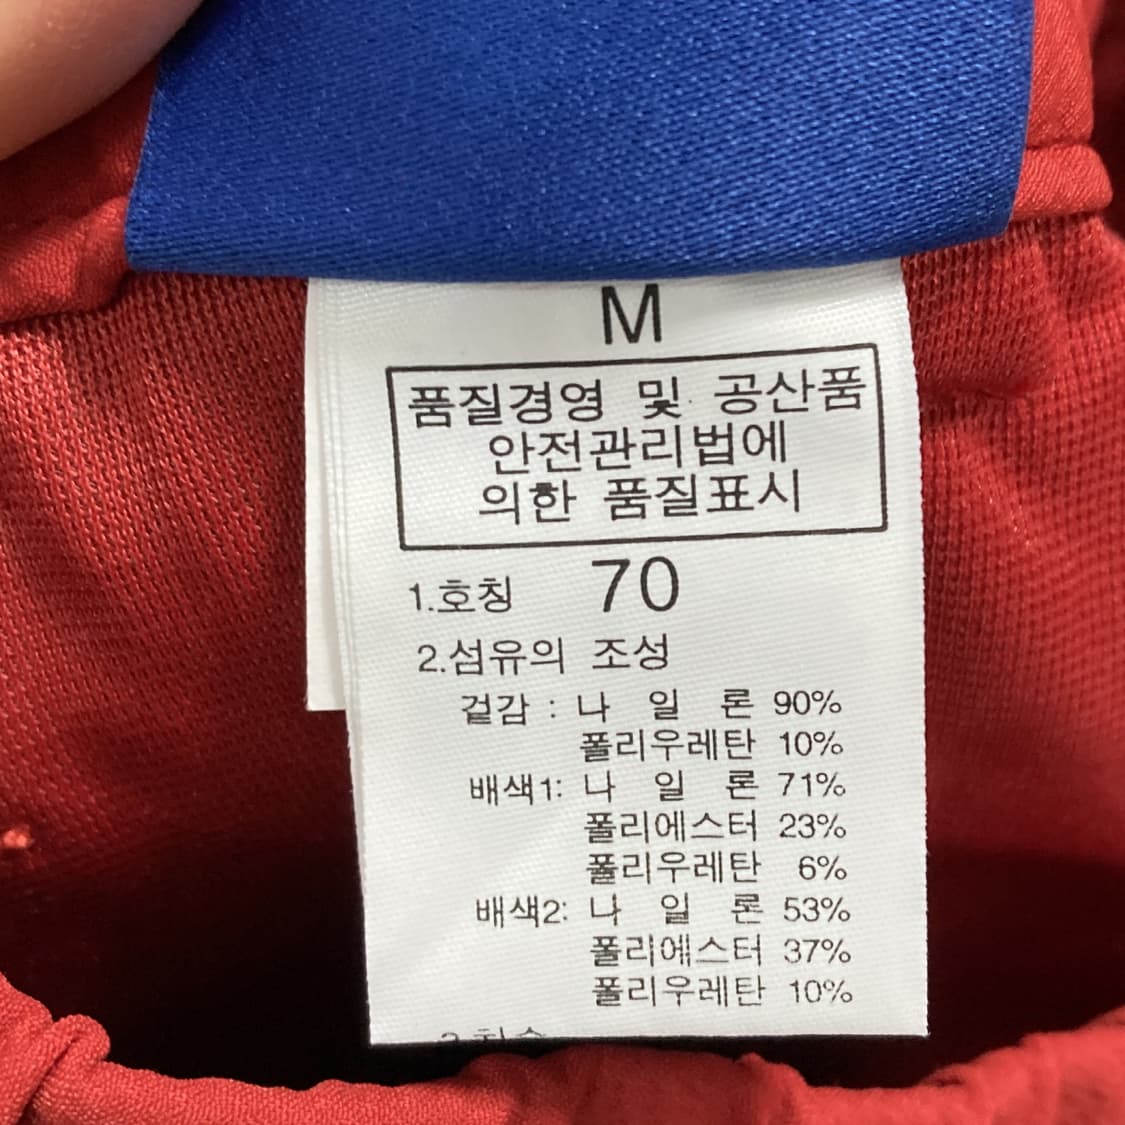 M
품질경영 및 공산품
안전관리법에
의한 품질표시
1.호칭 70
2.섬유의 조성
겉감 : 나 일 론 90%
폴리우레탄 10%
배색1: 나 일 론 71%
폴리에스터 23%
폴리우레탄 6%
배색2: 나 일 론 53%
폴리에스터 37%
폴리우레탄 10%